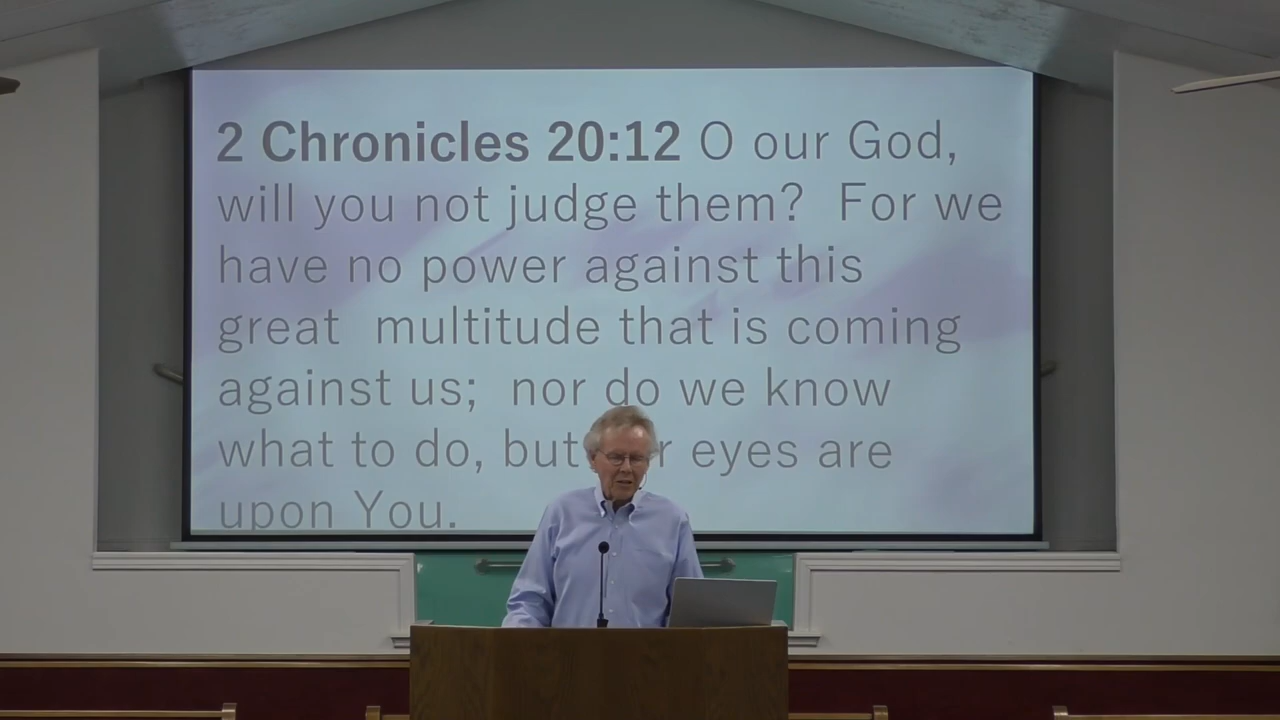 2 Chronicles 20:12 O our God,
will you not judge them? For we
have no power against this
great multitude that is coming
against us; nor do we know
what to do, but eyes are
upon You.